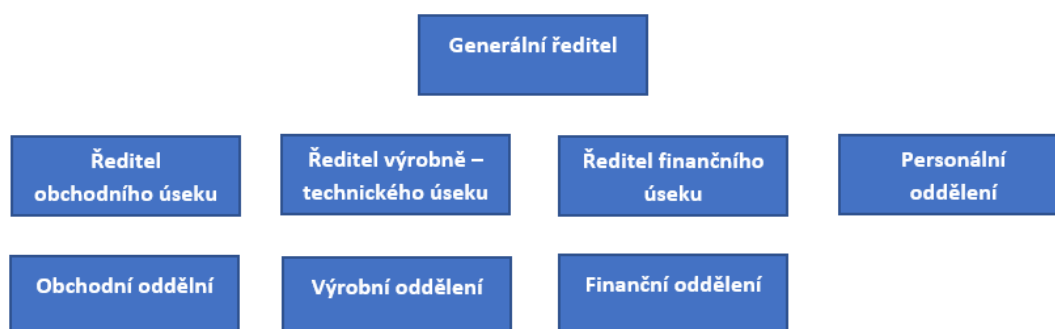 Generální ředitel
Ředitel
obchodního úseku
Ředitel výrobně –
technického úseku
Ředitel finančního
úseku
Personální
oddělení
Obchodní oddělní
Výrobní oddělení
Finanční oddělení